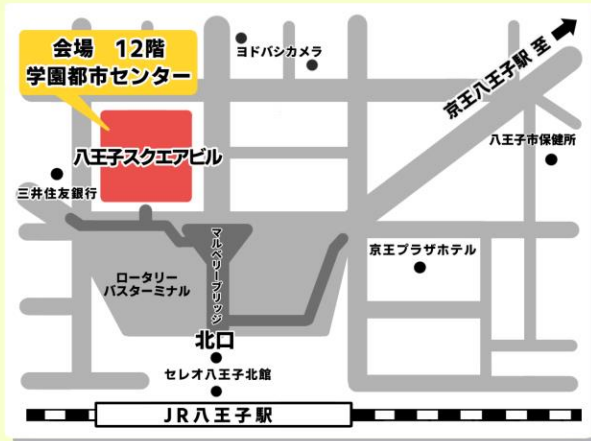 会場 12階
学園都市センター
ヨドバシカメラ
京王八王子駅 至
八王子市保健所
八王子スクエアビル
三井住友銀行
マルベリーブリッジ
京王プラザホテル
ロータリー
バスターミナル
北口
セレオ八王子北館
JR八王子駅